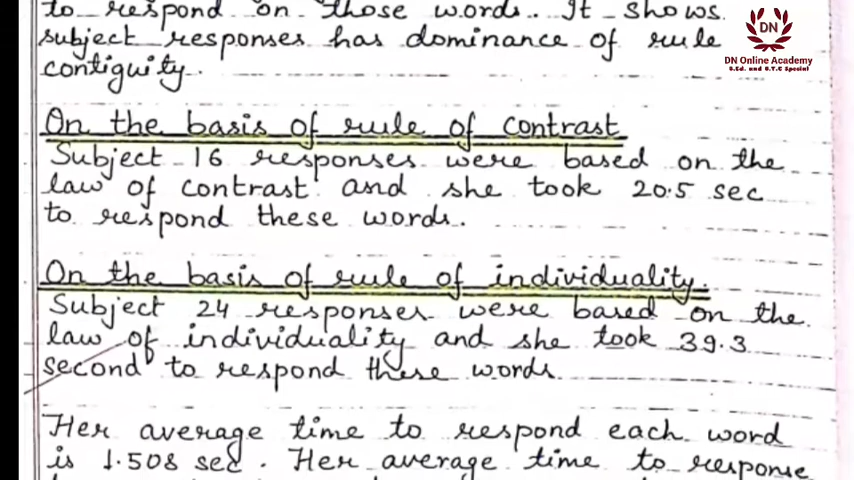 to respond on those words. It shows
subject responses has dominance of rule
contiguity.
DN
DN Online Academy
B.Ed. and B.T.C Special
On the basis of rule of contrast
Subject 16 responses were based on the
law of contrast and she took 20.5 sec
to respond these words.
On the basis of rule of individuality.
Subject 24 responses were based on the
law of individuality and she took 39.3
second to respond these words.
Her average time to respond each word
is 1.508 sec. Her average time to response